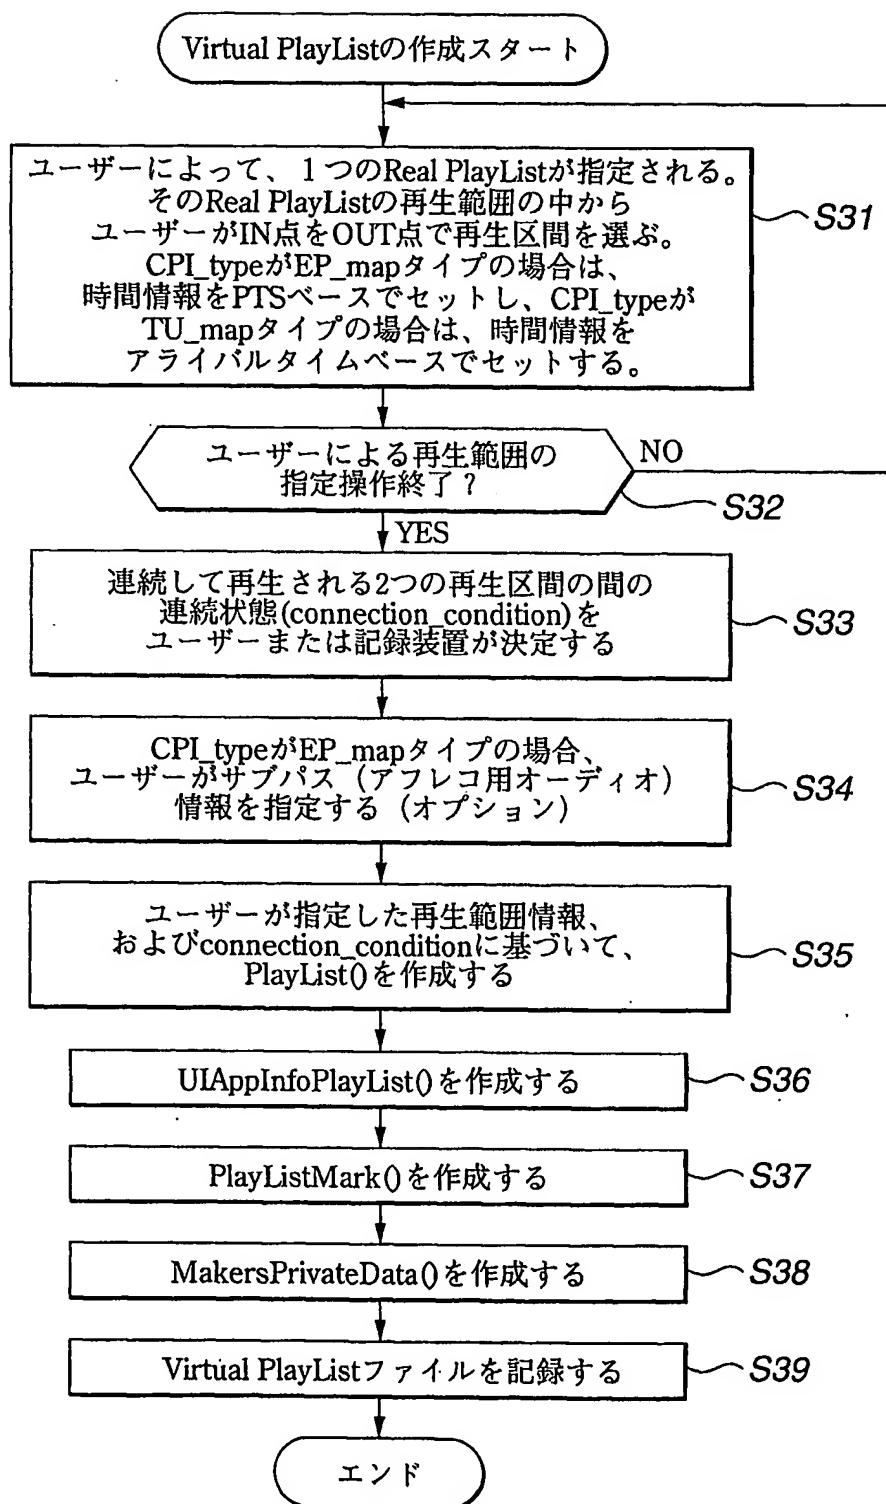 Virtual PlayListの作成スタート
ユーザーによって、1つのReal PlayListが指定される。
そのReal PlayListの再生範囲の中から
ユーザーがIN点をOUT点で再生区間を選ぶ。
CPI_typeがEP_mapタイプの場合は、
時間情報をPTSベースでセットし、CPI_typeが
TU_mapタイプの場合は、時間情報を
アライバルタイムベースでセットする。
S31
ユーザーによる再生範囲の
指定操作終了?
NO
S32
YES
連続して再生される2つの再生区間の間の
連続状態(connection_condition)を
ユーザーまたは記録装置が決定する
S33
CPI_typeがEP_mapタイプの場合、
ユーザーがサブパス(アフレコ用オーディオ)
情報を指定する(オプション)
S34
ユーザーが指定した再生範囲情報、
およびconnection_conditionに基づいて、
PlayList()を作成する
S35
UIAppInfoPlayList()を作成する
S36
PlayListMark()を作成する
S37
MakersPrivateData()を作成する
S38
Virtual PlayListファイルを記録する
S39
エンド